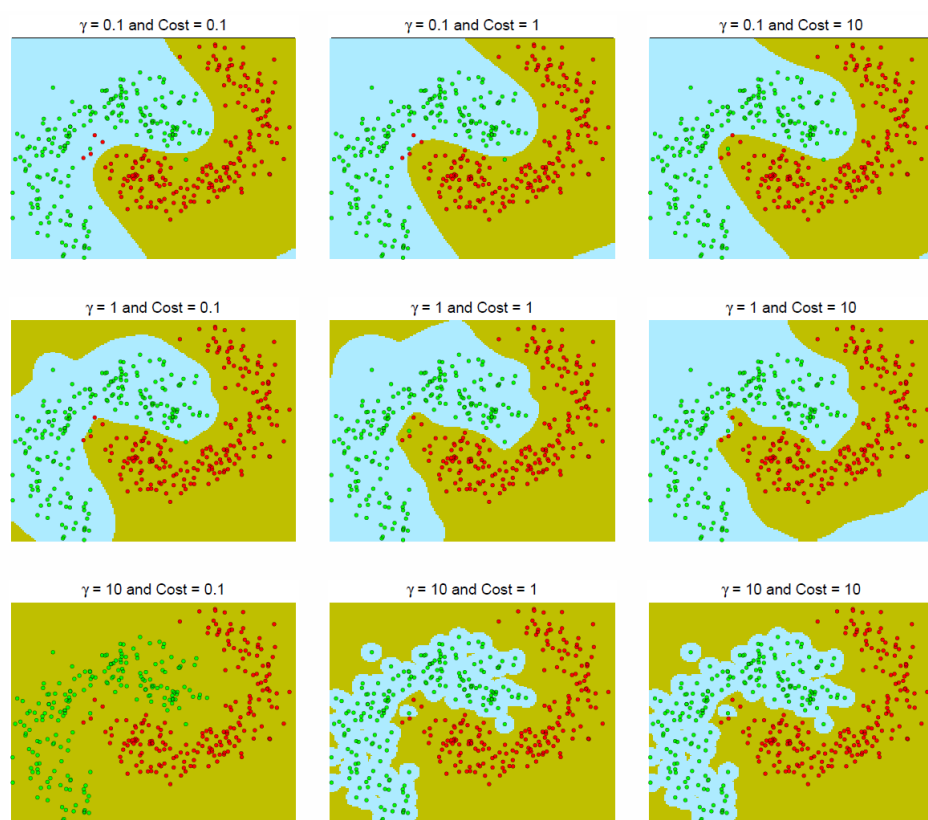 γ = 0.1 and Cost = 0.1
γ = 0.1 and Cost = 1
γ = 0.1 and Cost = 10
γ = 1 and Cost = 0.1
γ = 1 and Cost = 1
γ = 1 and Cost = 10
γ = 10 and Cost = 0.1
γ = 10 and Cost = 1
γ = 10 and Cost = 10